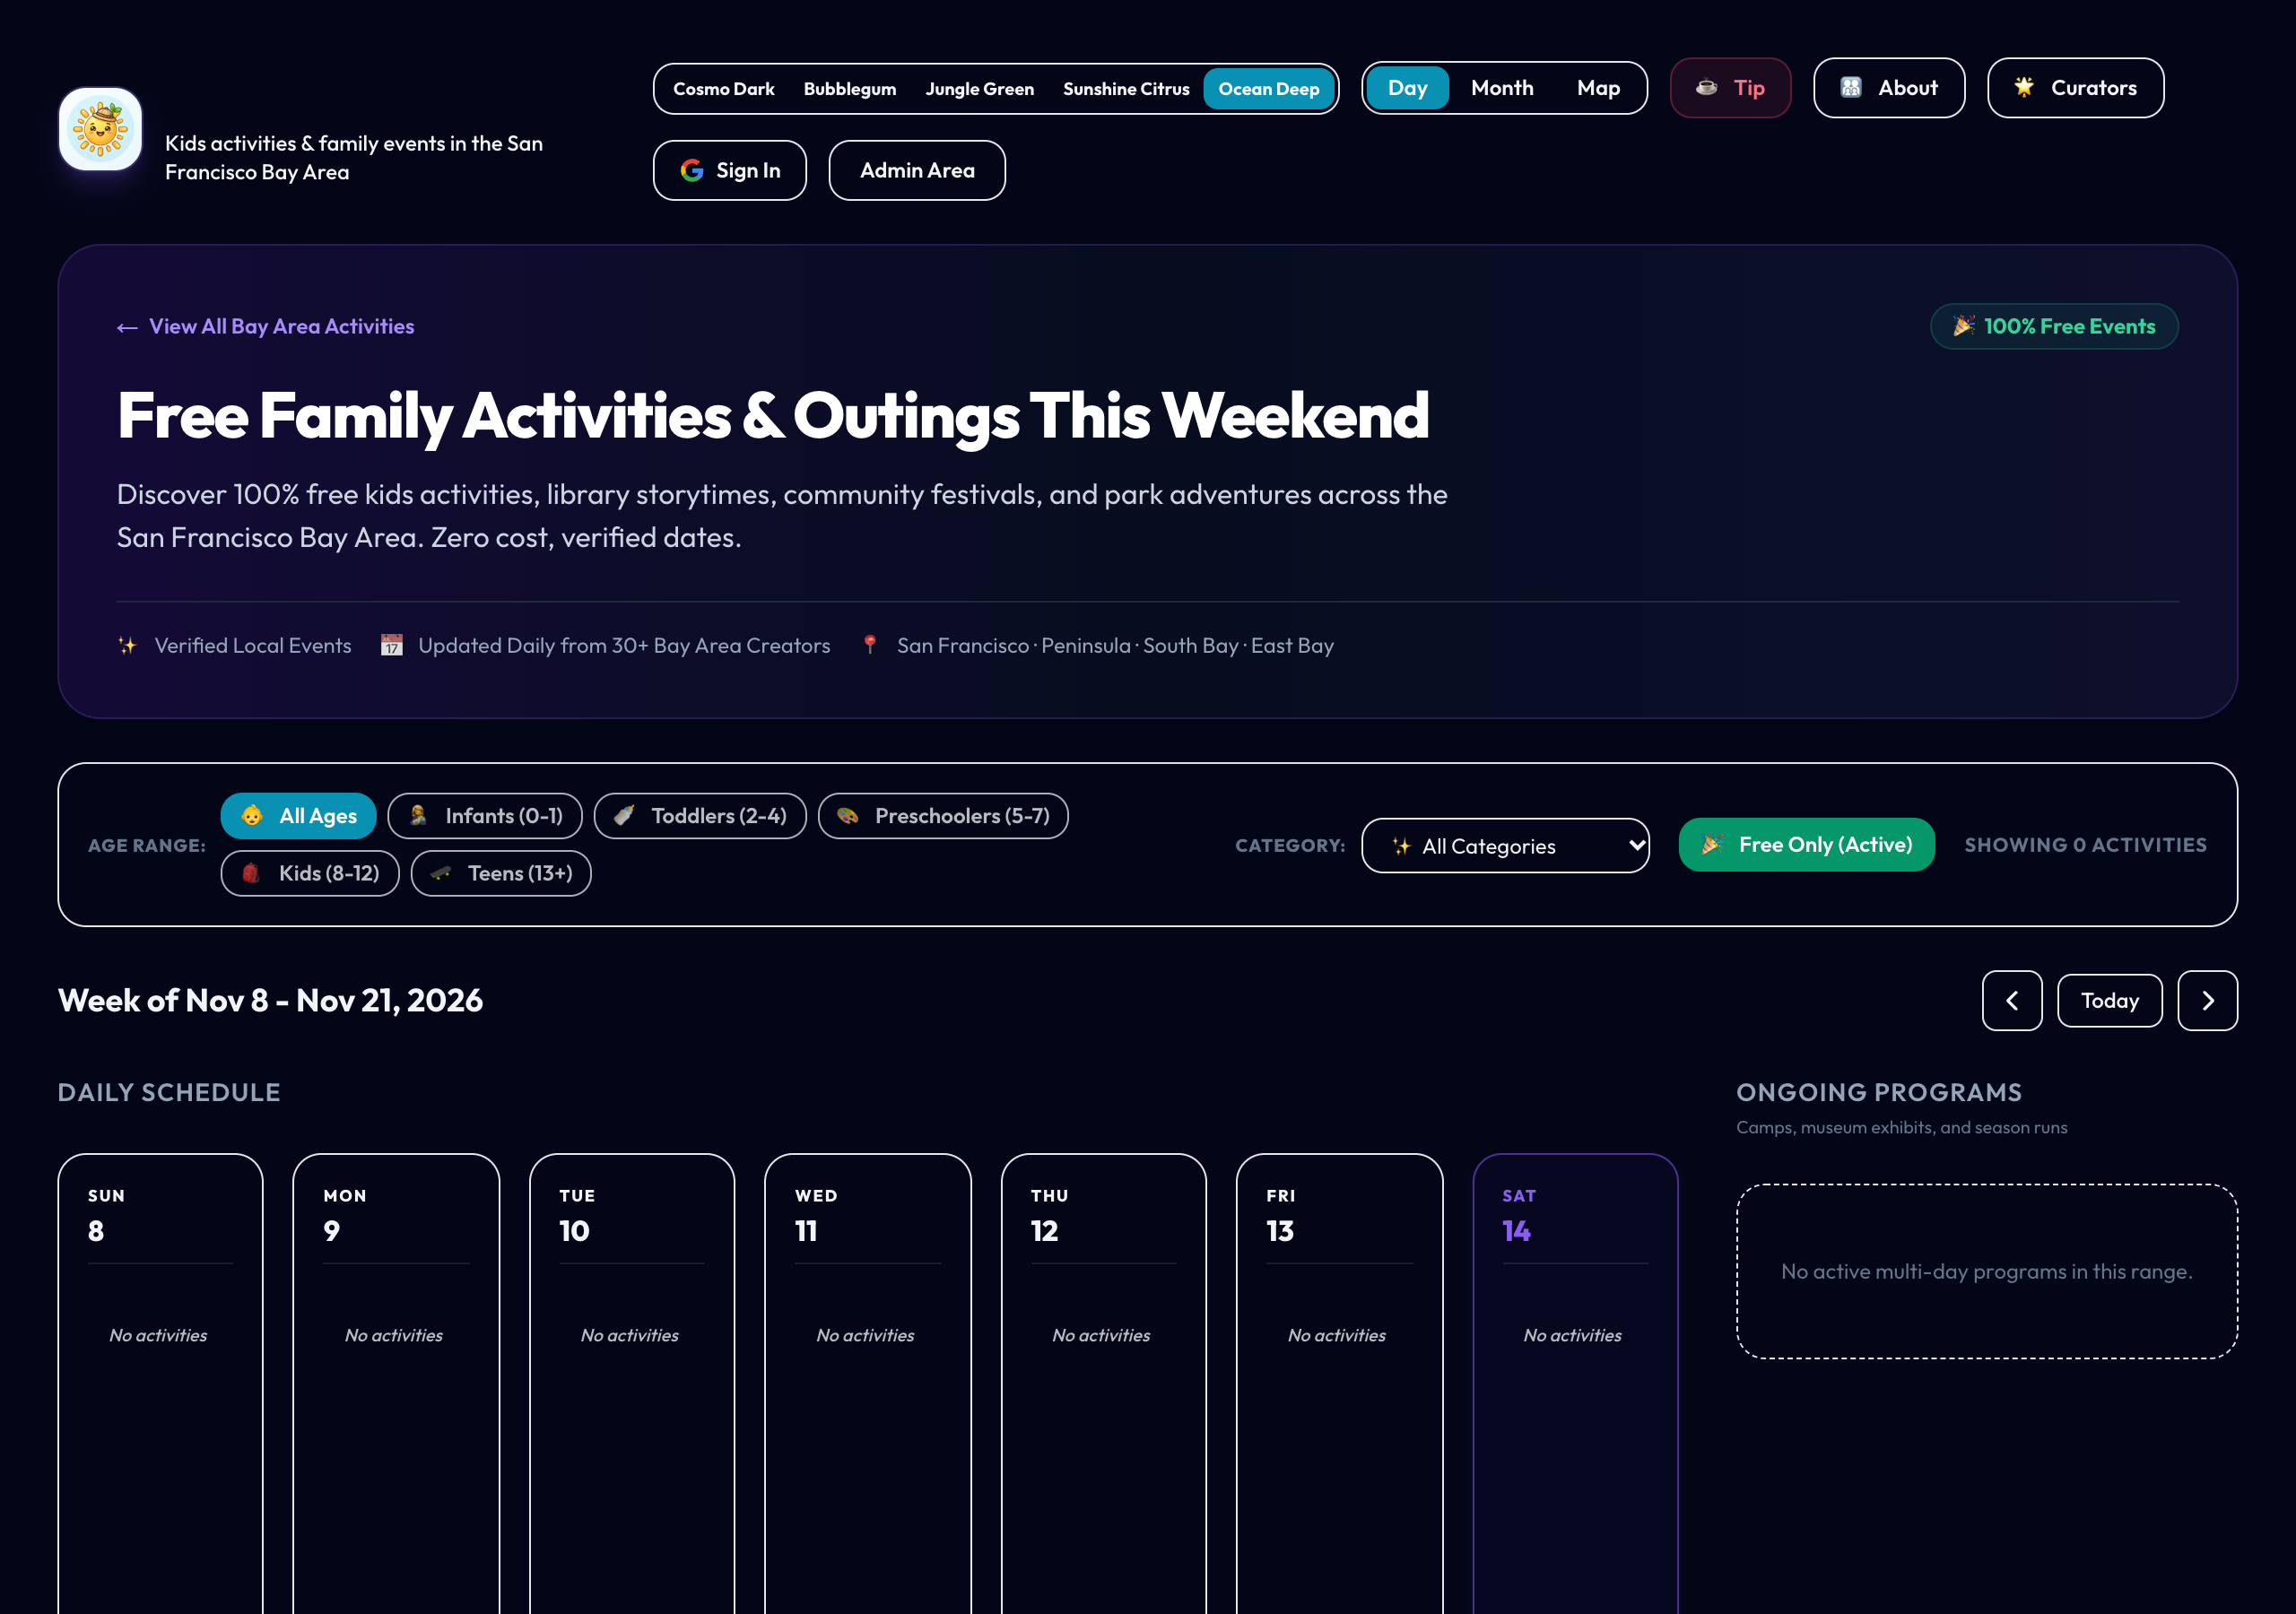 Kids activities & family events in the San
Francisco Bay Area
Cosmo Dark Bubblegum Jungle Green Sunshine Citrus Ocean Deep
Day Month Map
Tip
About
Curators
Sign In
Admin Area
← View All Bay Area Activities
100% Free Events
Free Family Activities & Outings This Weekend
Discover 100% free kids activities, library storytimes, community festivals, and park adventures across the
San Francisco Bay Area. Zero cost, verified dates.
Verified Local Events
17 Updated Daily from 30+ Bay Area Creators
San Francisco · Peninsula · South Bay · East Bay
AGE RANGE:
All Ages Infants (0-1) Toddlers (2-4) Preschoolers (5-7)
Kids (8-12) Teens (13+)
CATEGORY:
All Categories
Free Only (Active)
SHOWING 0 ACTIVITIES
Week of Nov 8 - Nov 21, 2026
Today
DAILY SCHEDULE
SUN
8
No activities
MON
9
No activities
TUE
10
No activities
WED
11
No activities
THU
12
No activities
FRI
13
No activities
SAT
14
No activities
ONGOING PROGRAMS
Camps, museum exhibits, and season runs
No active multi-day programs in this range.